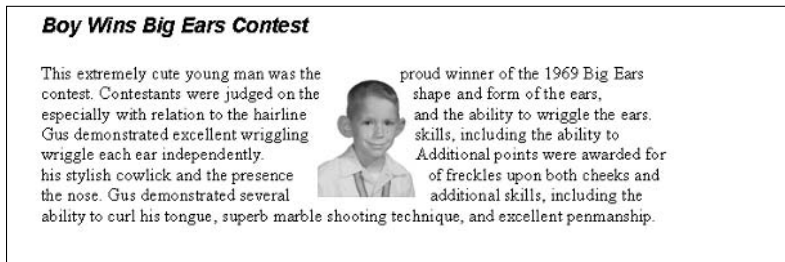 Boy Wins Big Ears Contest
This extremely cute young man was the proud winner of the 1969 Big Ears
contest. Contestants were judged on the shape and form of the ears,
especially with relation to the hairline and the ability to wriggle the ears.
Gus demonstrated excellent wriggling skills, including the ability to
wriggle each ear independently. Additional points were awarded for
his stylish cowlick and the presence of freckles upon both cheeks and
the nose. Gus demonstrated several additional skills, including the
ability to curl his tongue, superb marble shooting technique, and excellent penmanship.